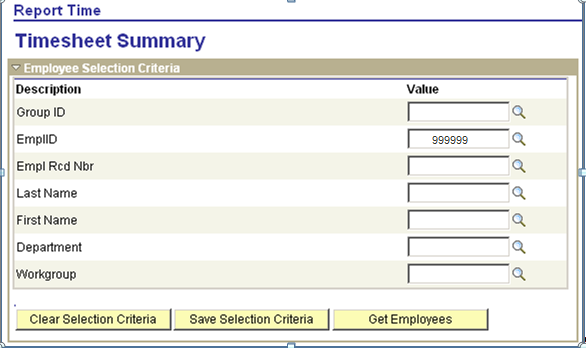 Report Time
Timesheet Summary
Employee Selection Criteria
Description Value
Group ID
EmplID 999999
Empl Rcd Nbr
Last Name
First Name
Department
Workgroup
Clear Selection Criteria Save Selection Criteria Get Employees